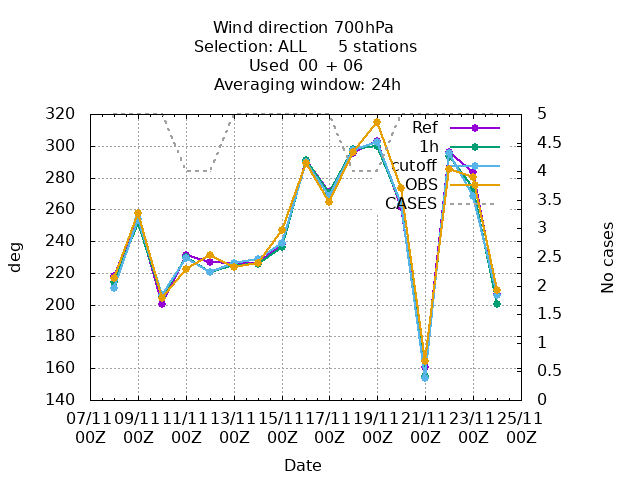 Wind direction 700hPa
Selection: ALL 5 stations
Used 00 + 06
Averaging window: 24h
320 5
300 4.5
280 4
260 3.5
240 3
220 2.5
200 2
180 1.5
160 1
140 0.5
0
Ref
1h
cutoff
OBS
CASES
deg
No cases
07/11 09/11 11/11 13/11 15/11 17/11 19/11 21/11 23/11 25/11
00Z 00Z 00Z 00Z 00Z 00Z 00Z 00Z 00Z 00Z
Date